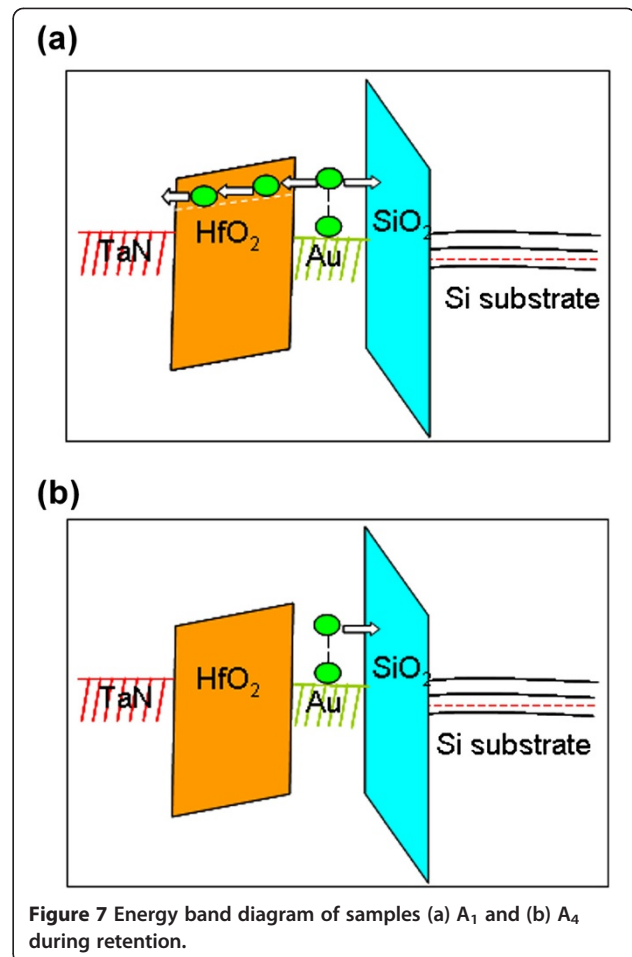 (a)
TaN
HfO₂
Au
SiO₂
Si substrate
(b)
TaN
HfO₂
Au
SiO₂
Si substrate
Figure 7 Energy band diagram of samples (a) A₁ and (b) A₄
during retention.